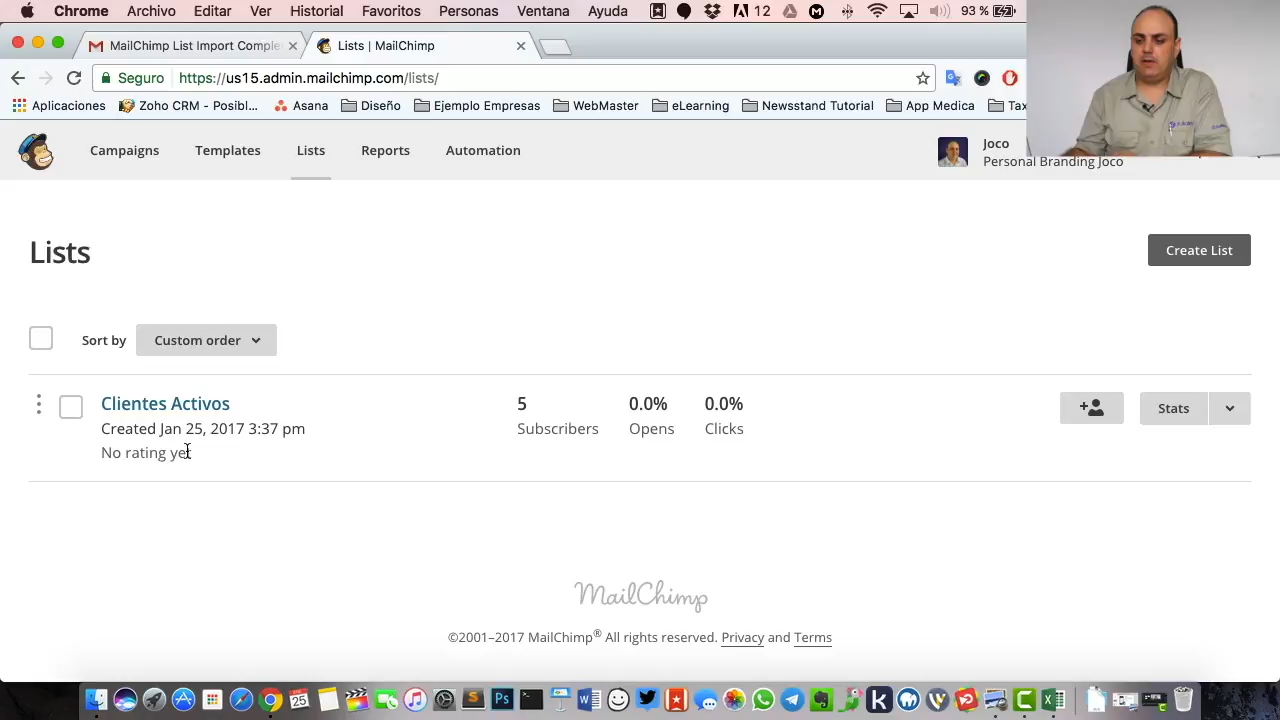 Chrome Archivo Editar Ver Historial Favoritos Personas Ventana Ayuda 12 93 %
MailChimp List Import Comple
Lists | MailChimp
Seguro https://us15.admin.mailchimp.com/lists/
Aplicaciones Zoho CRM - Posibl... Asana Diseño Ejemplo Empresas WebMaster eLearning Newsstand Tutorial App Medica Tax
Campaigns Templates Lists Reports Automation
Joco
Personal Branding Joco
Lists
Create List
Sort by Custom order
Clientes Activos 5 0.0% 0.0% Stats
Created Jan 25, 2017 3:37 pm Subscribers Opens Clicks
No rating yet
MailChimp
©2001–2017 MailChimp® All rights reserved. Privacy and Terms
25